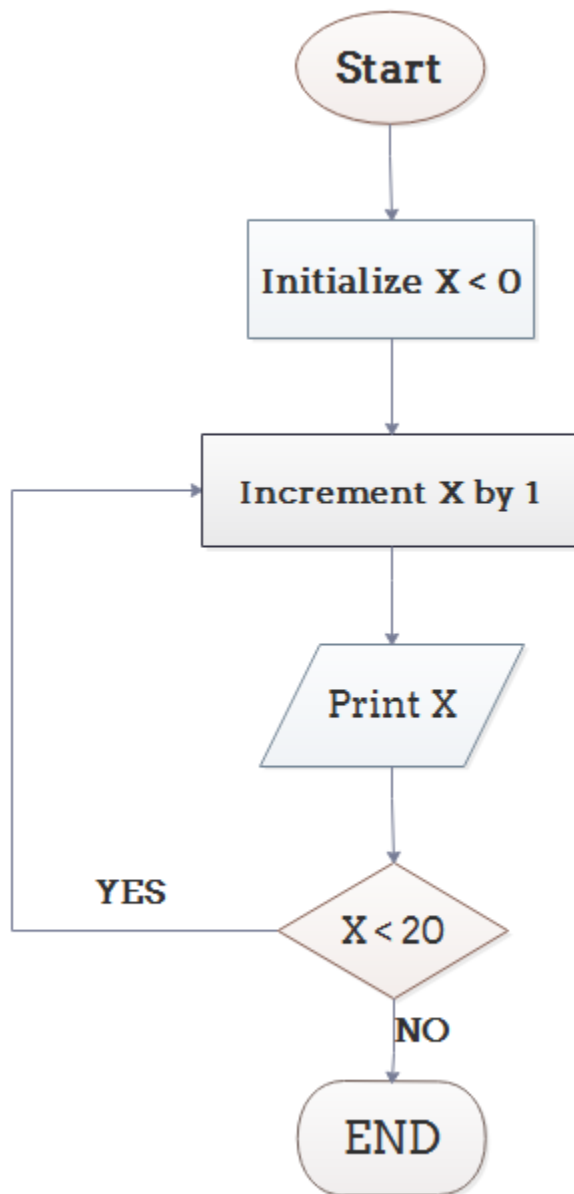 Start
Initialize X < 0
Increment X by 1
Print X
YES
X < 20
NO
END